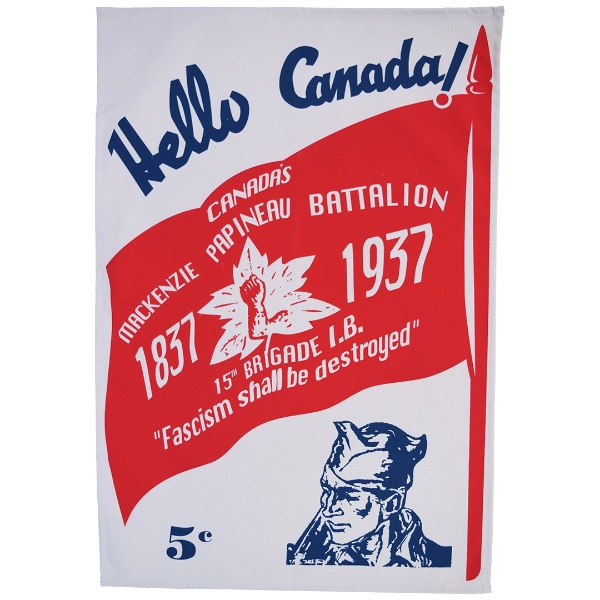 Hello Canada!
CANADA'S
MACKENZIE PAPINEAU BATTALION
1837 1937
15TH BRIGADE I.B.
"Fascism shall be destroyed"
5c